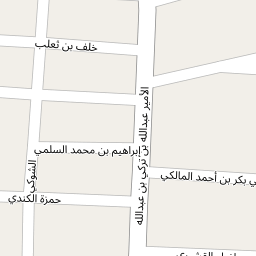 خلف بن ثعلب
الأمير عبدالله بن تركي بن عبدالله
إبراهيم بن محمد السلمي
الشوكي
بي بكر بن أحمد المالكي
حمزة الكندي